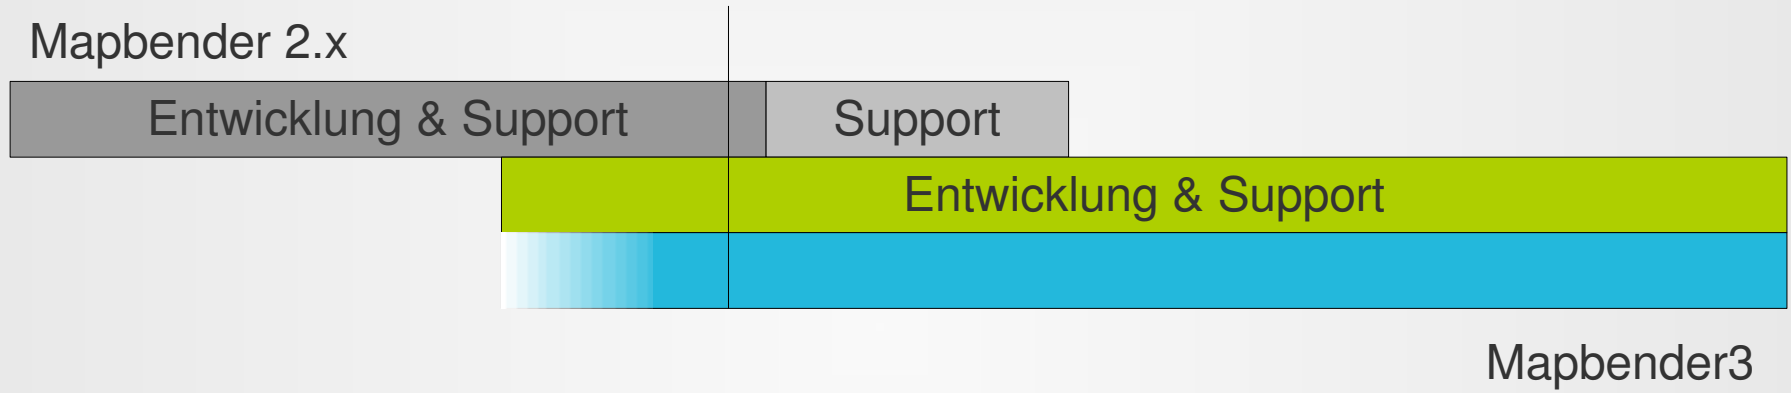 Mapbender 2.x
Entwicklung & Support
Support
Entwicklung & Support
Mapbender3